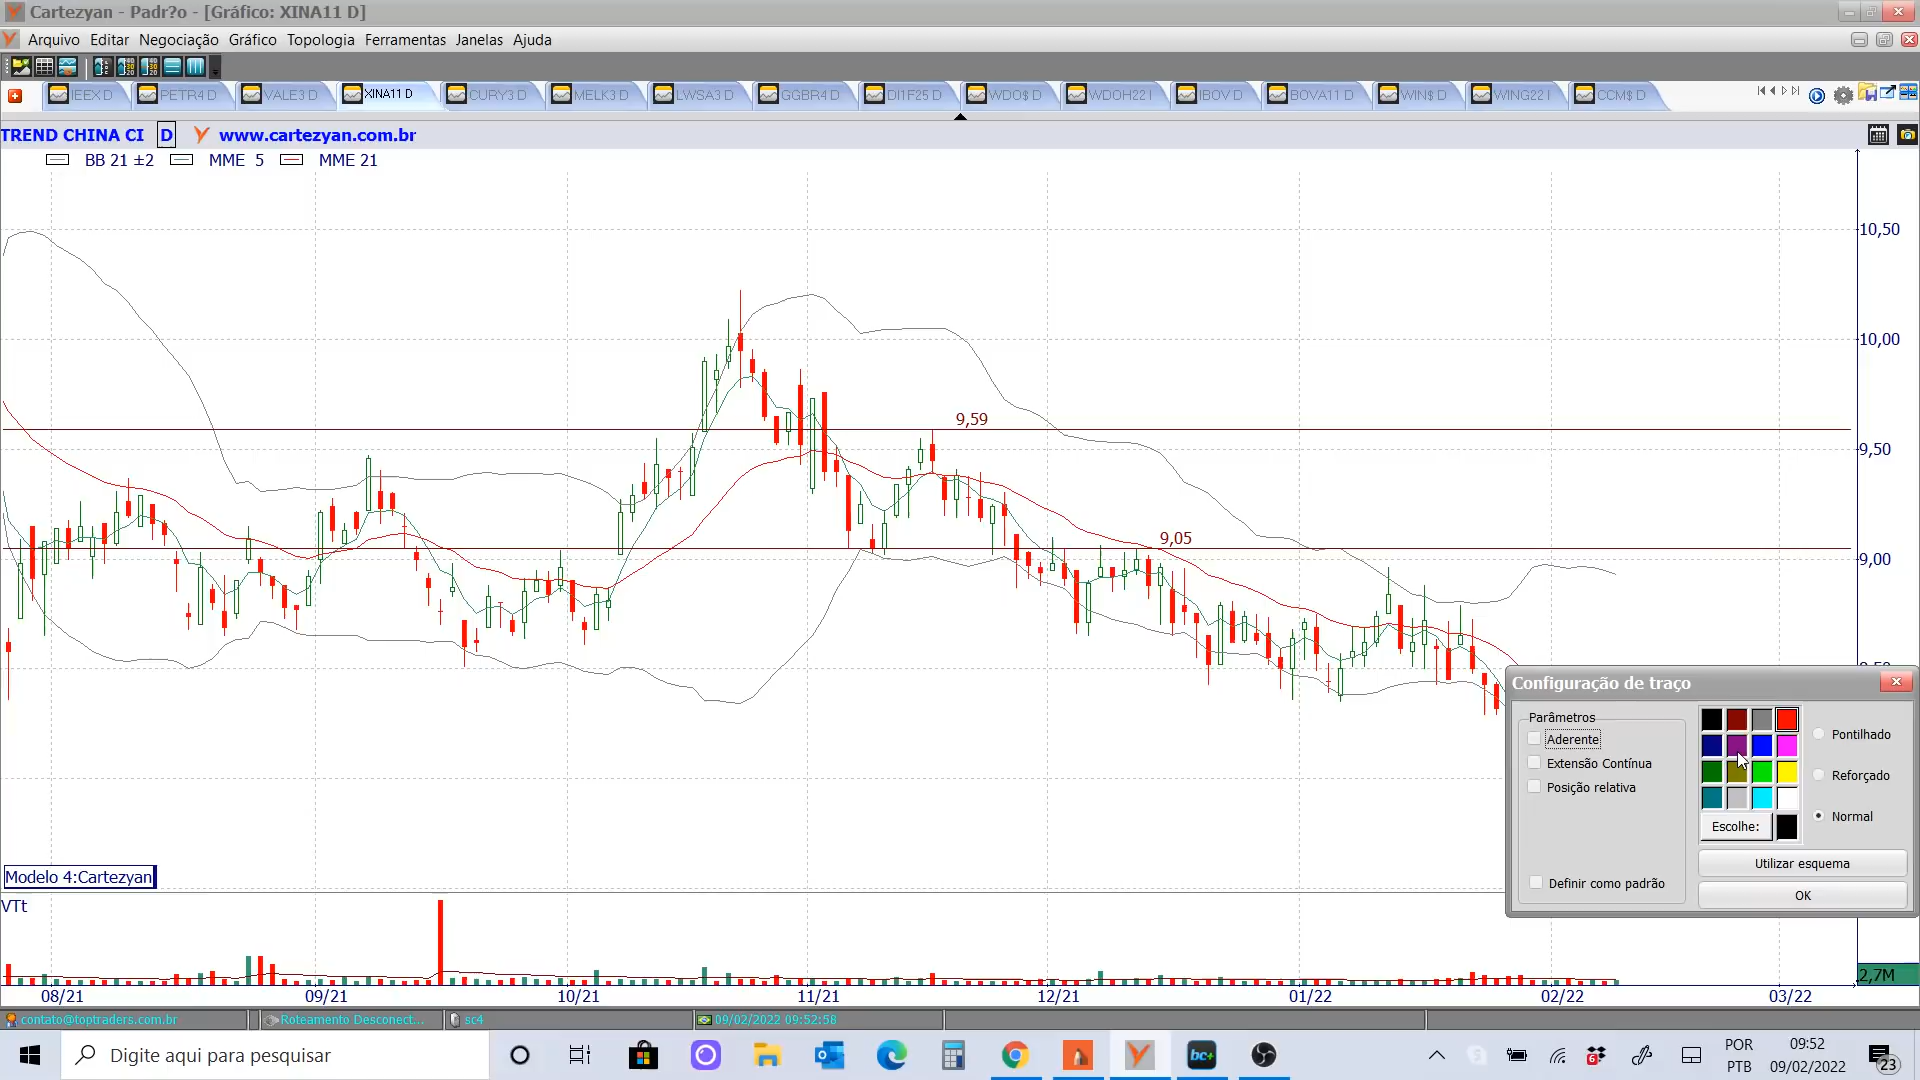 Cartezyan - Padr?o - [Gráfico: XINA11 D]
Arquivo Editar Negociação Gráfico Topologia Ferramentas Janelas Ajuda
IEEX D PETR4 D VALE3 D XINA11 D CURY3 D MELK3 D LWSA3 D GGBR4 D DI1F25 D WDO$ D WDOH22 I IBOV D BOVA11 D WIN$ D WING22 I CCM$ D
TREND CHINA CI D www.cartezyan.com.br
BB 21 ±2 MME 5 MME 21
10,50
10,00
9,59
9,50
9,05
9,00
Configuração de traço
Parâmetros
Aderente
Extensão Contínua
Posição relativa
Definir como padrão
Pontilhado
Reforçado
Normal
Escolhe:
Utilizar esquema
OK
Modelo 4:Cartezyan
VTt
2,7M
08/21 09/21 10/21 11/21 12/21 01/22 02/22 03/22
contato@toptraders.com.br Roteamento Desconect... sc4 09/02/2022 09:52:58
Digite aqui para pesquisar
bc+
6
POR
PTB
09:52
09/02/2022
23